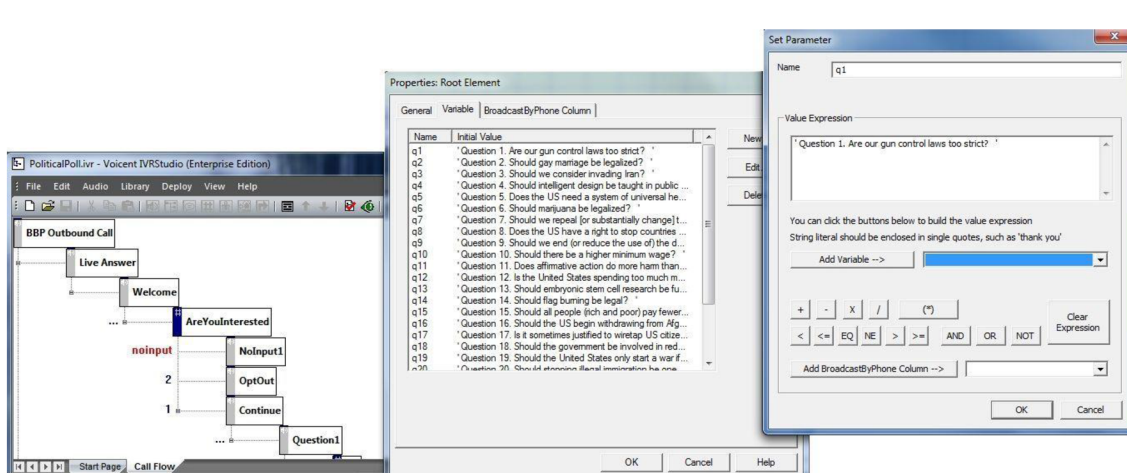 PoliticalPoll.ivr - Voicent IVRStudio (Enterprise Edition)
File Edit Audio Library Deploy View Help
BBP Outbound Call
Live Answer
Welcome
... AreYouInterested
noinput NoInput1
2 OptOut
1 Continue
... Question1
Start Page Call Flow
Properties: Root Element
General Variable BroadcastByPhone Column
Name Initial Value
q1 ' Question 1. Are our gun control laws too strict? '
q2 ' Question 2. Should gay marriage be legalized? '
q3 ' Question 3. Should we consider invading Iran? '
q4 ' Question 4. Should intelligent design be taught in public ...
q5 ' Question 5. Does the US need a system of universal he...
q6 ' Question 6. Should marijuana be legalized? '
q7 ' Question 7. Should we repeal [or substantially change] t...
q8 ' Question 8. Does the US have a right to stop countries ...
q9 ' Question 9. Should we end (or reduce the use of) the d...
q10 ' Question 10. Should there be a higher minimum wage? '
q11 ' Question 11. Does affirmative action do more harm than...
q12 ' Question 12. Is the United States spending too much m...
q13 ' Question 13. Should embryonic stem cell research be fu...
q14 ' Question 14. Should flag burning be legal? '
q15 ' Question 15. Should all people (rich and poor) pay fewer...
q16 ' Question 16. Should the US begin withdrawing from Afg...
q17 ' Question 17. Is it sometimes justified to wiretap US citize...
q18 ' Question 18. Should the government be involved in red...
q19 ' Question 19. Should the United States only start a war if...
q20 ' Question 20. Should stopping illegal immigration be one
New
Edit
Dele
OK Cancel Help
Set Parameter
Name q1
Value Expression
' Question 1. Are our gun control laws too strict? '
You can click the buttons below to build the value expression
String literal should be enclosed in single quotes, such as 'thank you'
Add Variable -->
+ - X / (*)
< <= EQ NE > >= AND OR NOT
Clear
Expression
Add BroadcastByPhone Column -->
OK Cancel